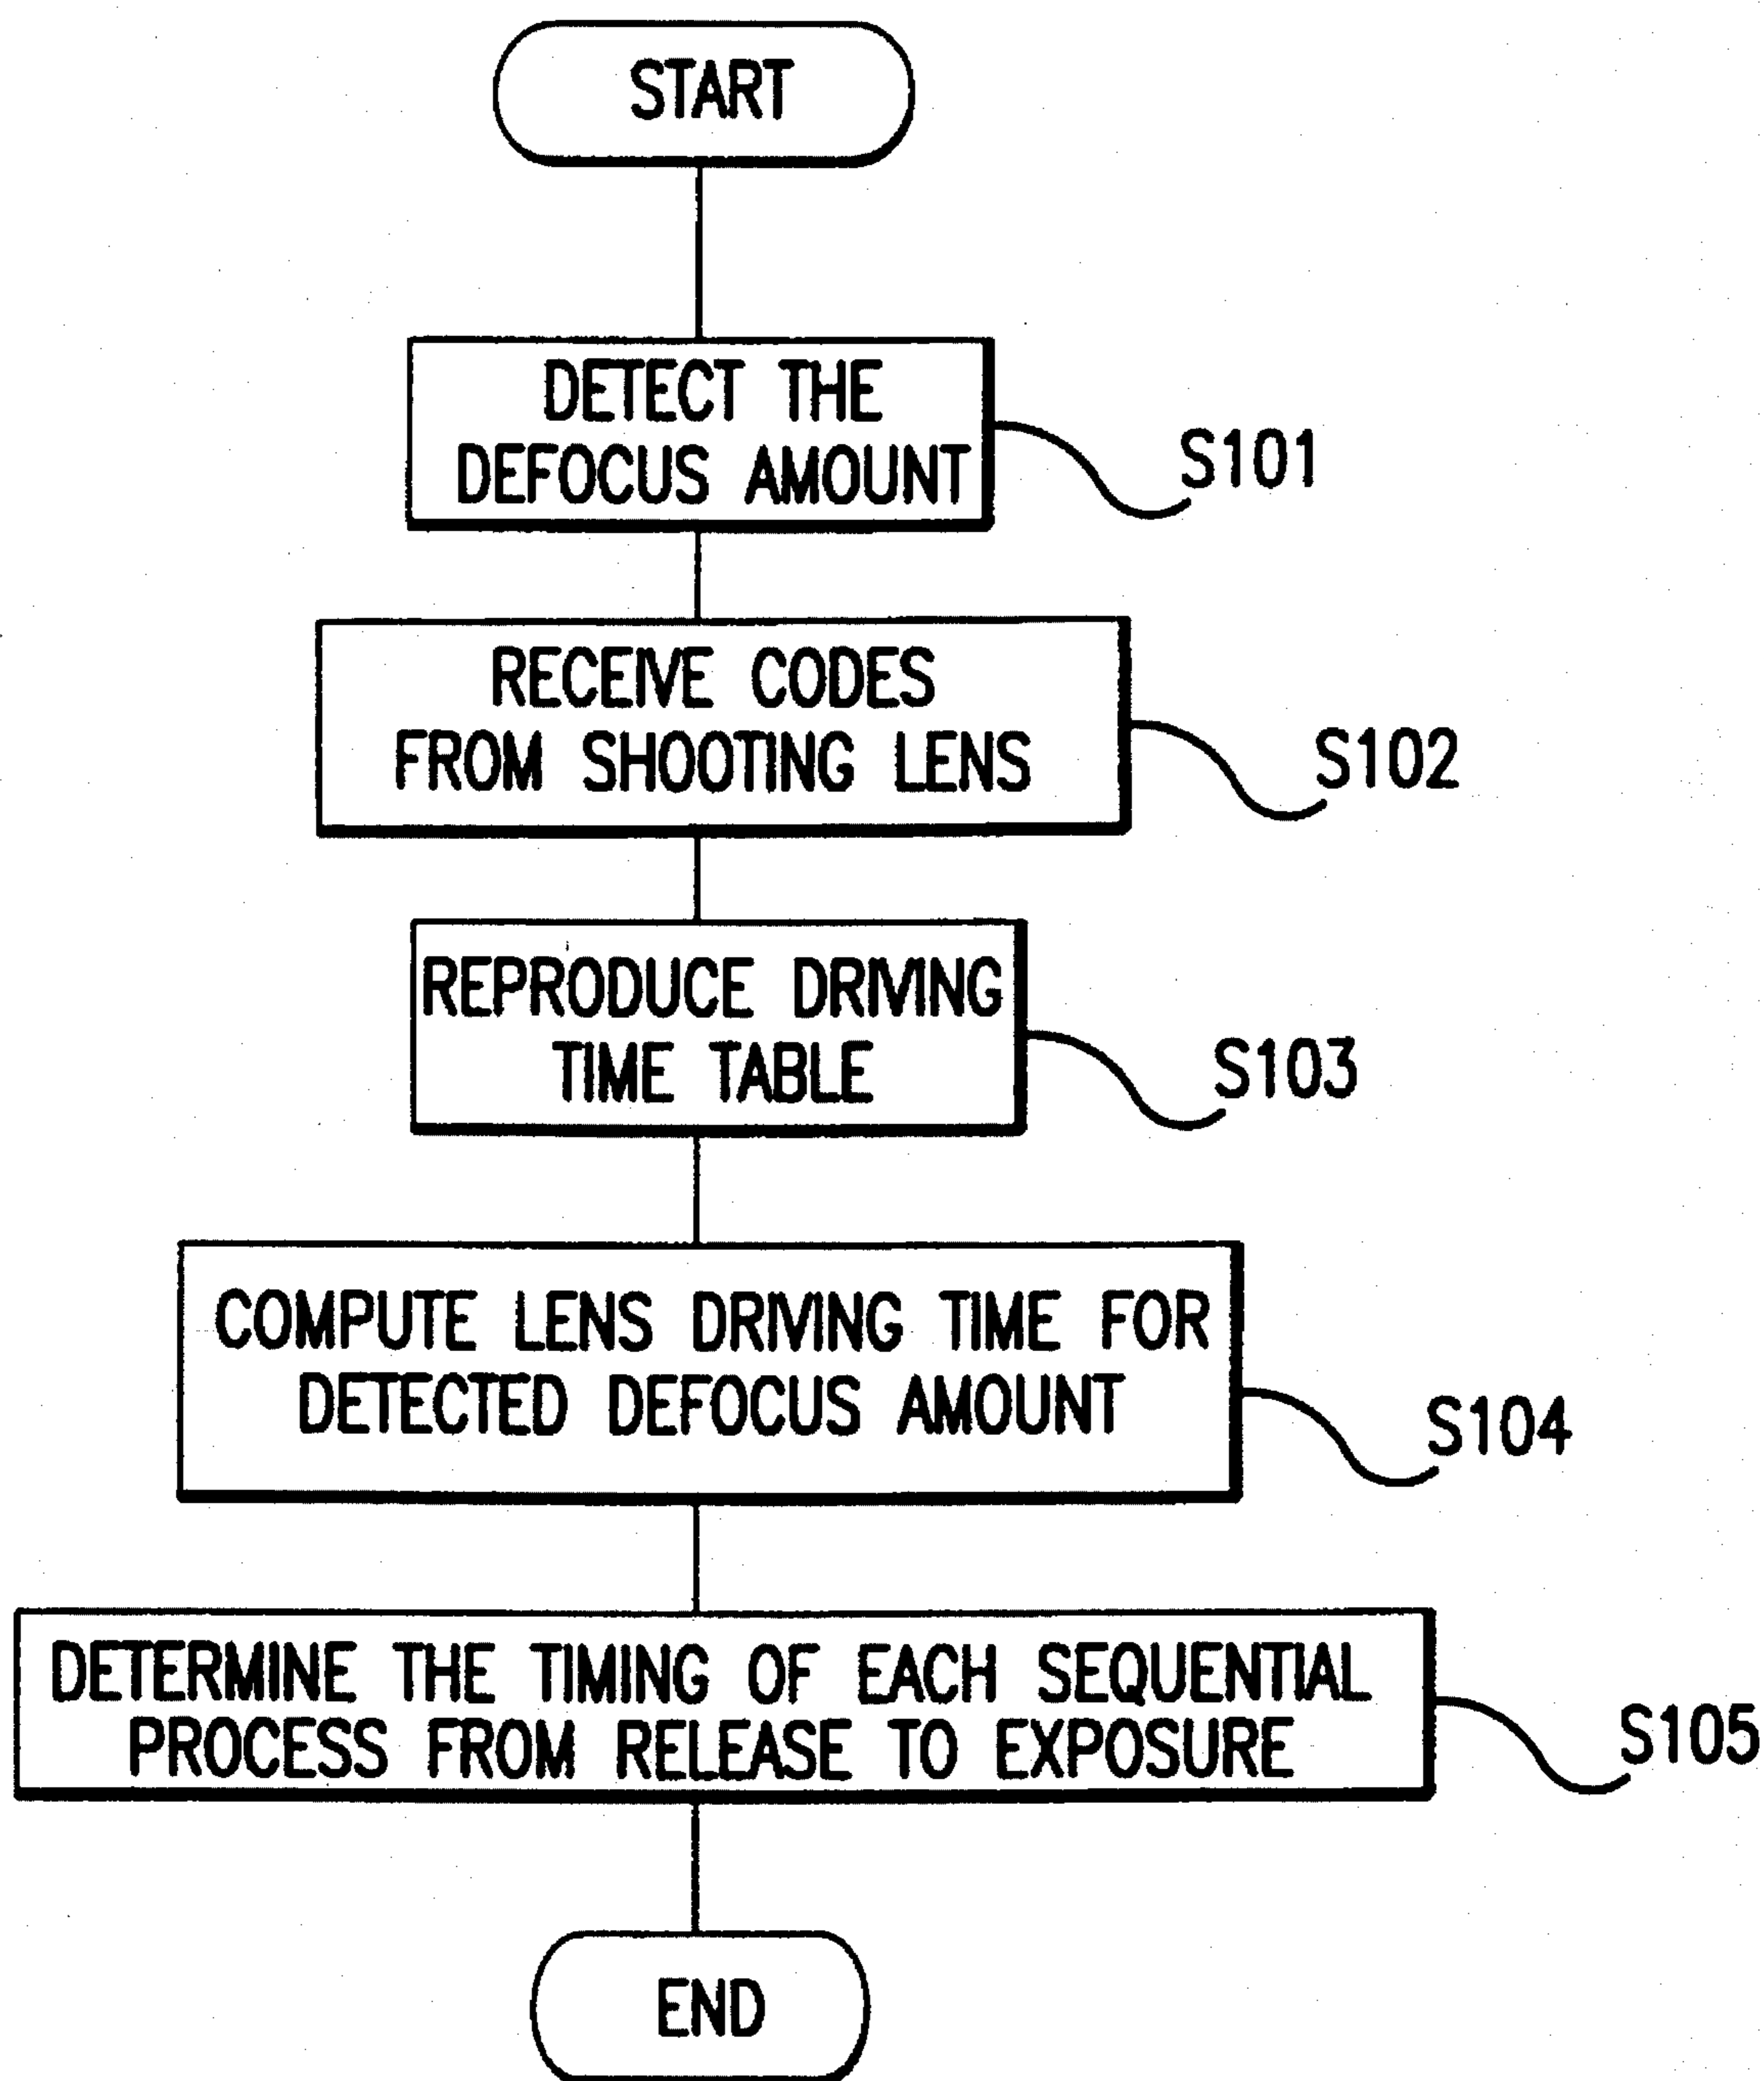 START
DETECT THE
DEFOCUS AMOUNT
S101
RECEIVE CODES
FROM SHOOTING LENS
S102
REPRODUCE DRIVING
TIME TABLE
S103
COMPUTE LENS DRIVING TIME FOR
DETECTED DEFOCUS AMOUNT
S104
DETERMINE THE TIMING OF EACH SEQUENTIAL
PROCESS FROM RELEASE TO EXPOSURE
S105
END